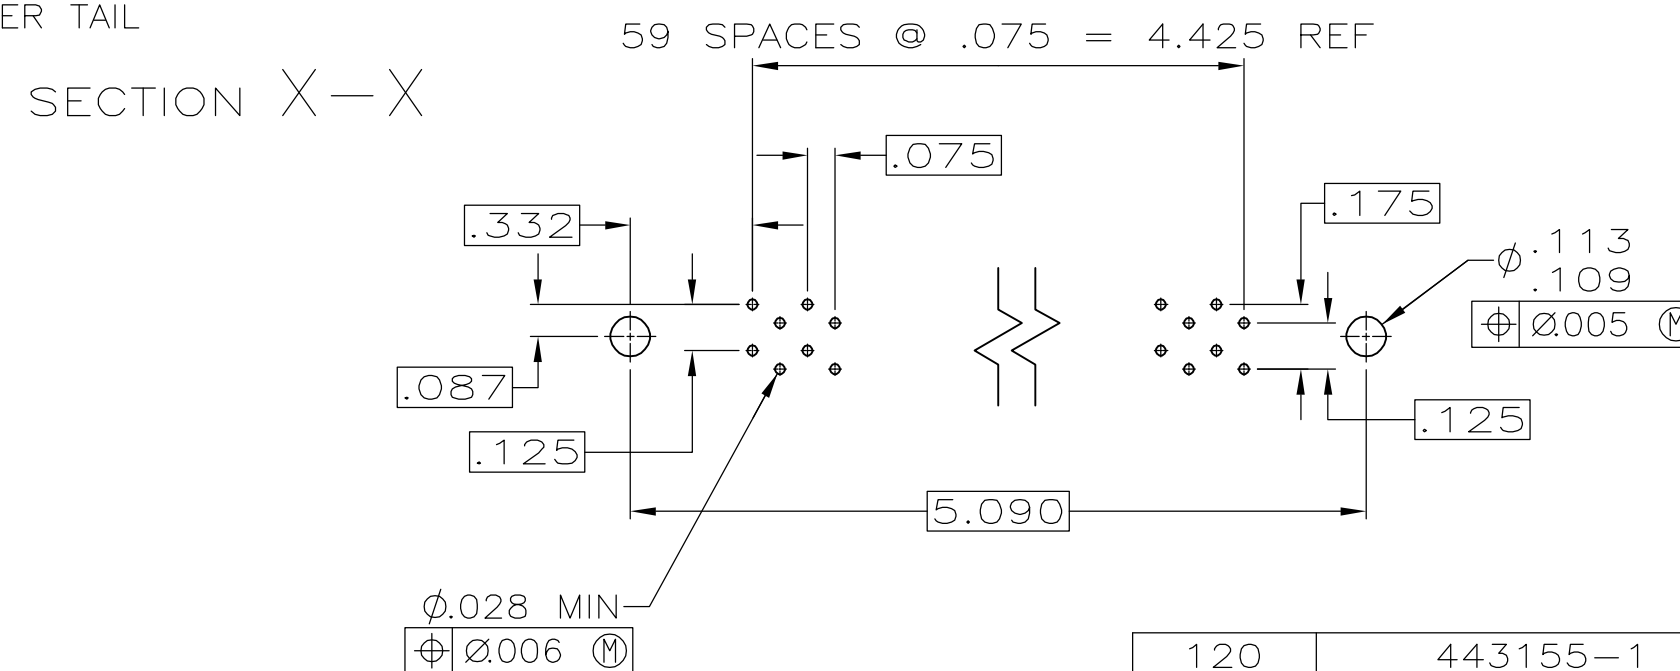 ER TAIL
59 SPACES @ .075 = 4.425 REF
SECTION X-X
.075
.332
.175
⌀ .113
.109
⌖ ⌀.005 Ⓜ
.087
.125
.125
5.090
⌀.028 MIN
⌖ ⌀.006 Ⓜ
120 443155-1